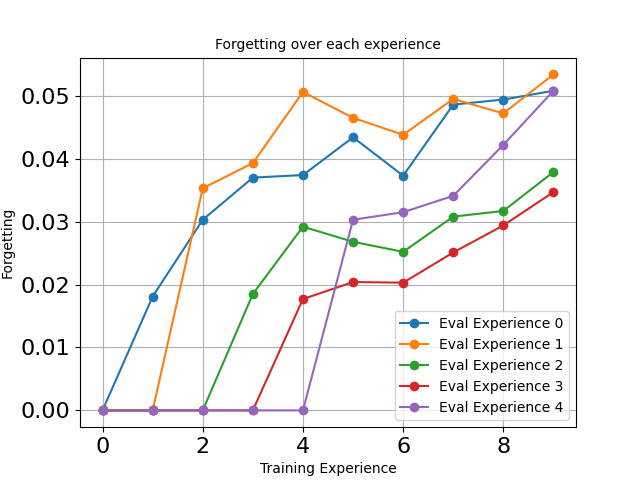 Forgetting over each experience
0.05
0.04
0.03
0.02
0.01
0.00
Forgetting
0 2 4 6 8
Training Experience
Eval Experience 0
Eval Experience 1
Eval Experience 2
Eval Experience 3
Eval Experience 4